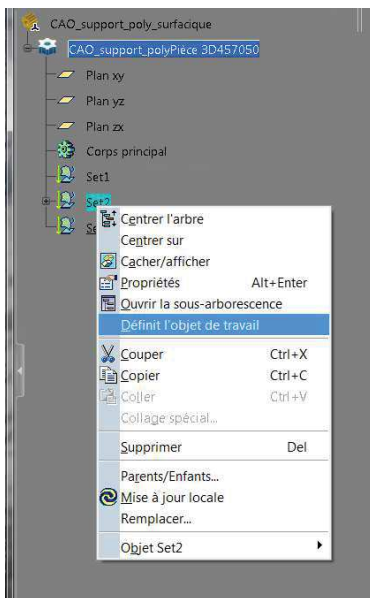 CAO_support_poly_surfacique
CAO_support_polyPièce 3D457050
Plan xy
Plan yz
Plan zx
Corps principal
Set1
Set2
Centrer l'arbre
Centrer sur
Cacher/afficher
Propriétés Alt+Enter
Ouvrir la sous-arborescence
Définit l'objet de travail
Couper Ctrl+X
Copier Ctrl+C
Coller Ctrl+V
Collage spécial...
Supprimer Del
Parents/Enfants...
Mise à jour locale
Remplacer...
Objet Set2